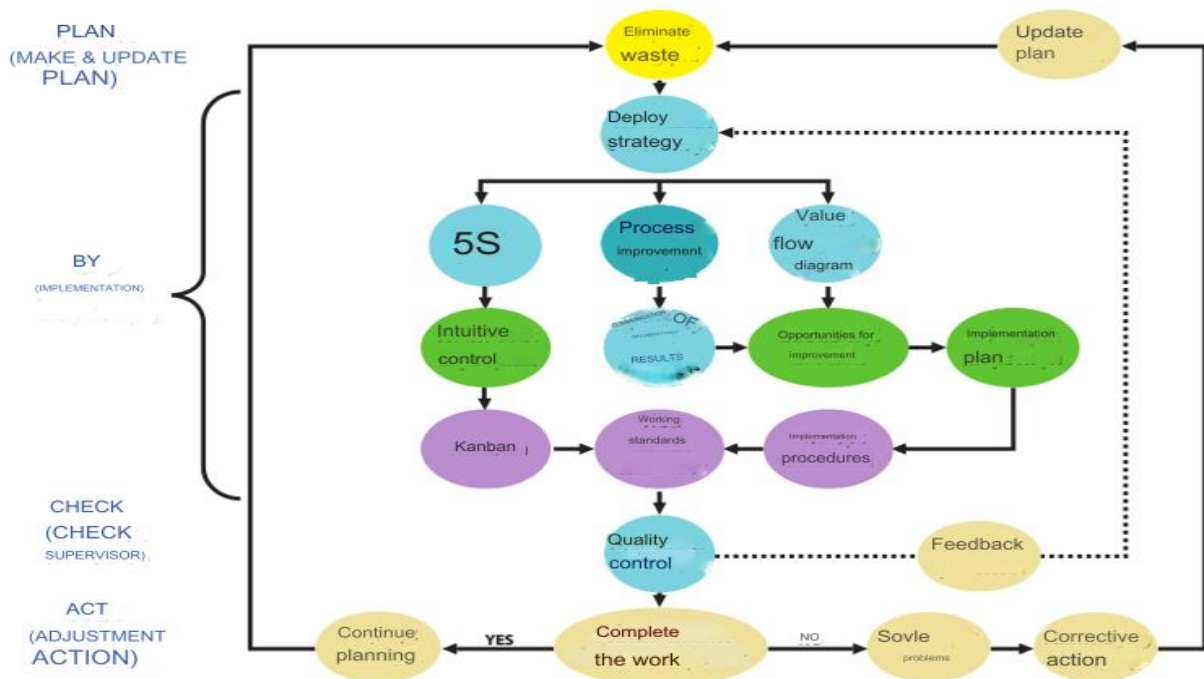 PLAN
(MAKE & UPDATE
PLAN)
Eliminate
waste
Update
plan
Deploy
strategy
BY
(IMPLEMENTATION)
5S
Process
improvement
Value
flow
diagram
Intuitive
control
OF
RESULTS
Opportunities for
improvement
Implementation
plan
Kanban
Working
standards
Implementation
procedures
CHECK
(CHECK
SUPERVISOR)
Quality
control
Feedback
ACT
(ADJUSTMENT
ACTION)
Continue
planning
YES
Complete
the work
NO
Sovle
problems
Corrective
action